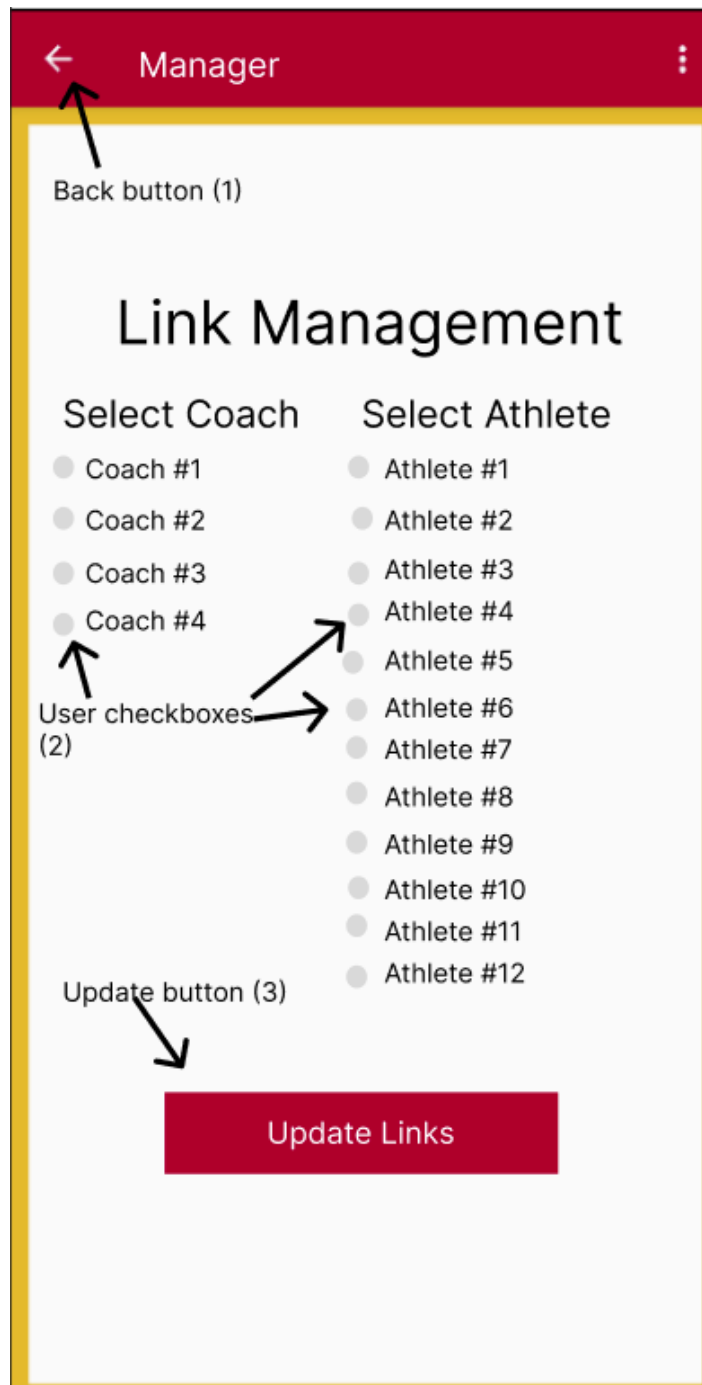 Manager
Back button (1)
Link Management
Select Coach Select Athlete
Coach #1 Athlete #1
Coach #2 Athlete #2
Coach #3 Athlete #3
Coach #4 Athlete #4
Athlete #5
User checkboxes Athlete #6
(2) Athlete #7
Athlete #8
Athlete #9
Athlete #10
Athlete #11
Athlete #12
Update button (3)
Update Links